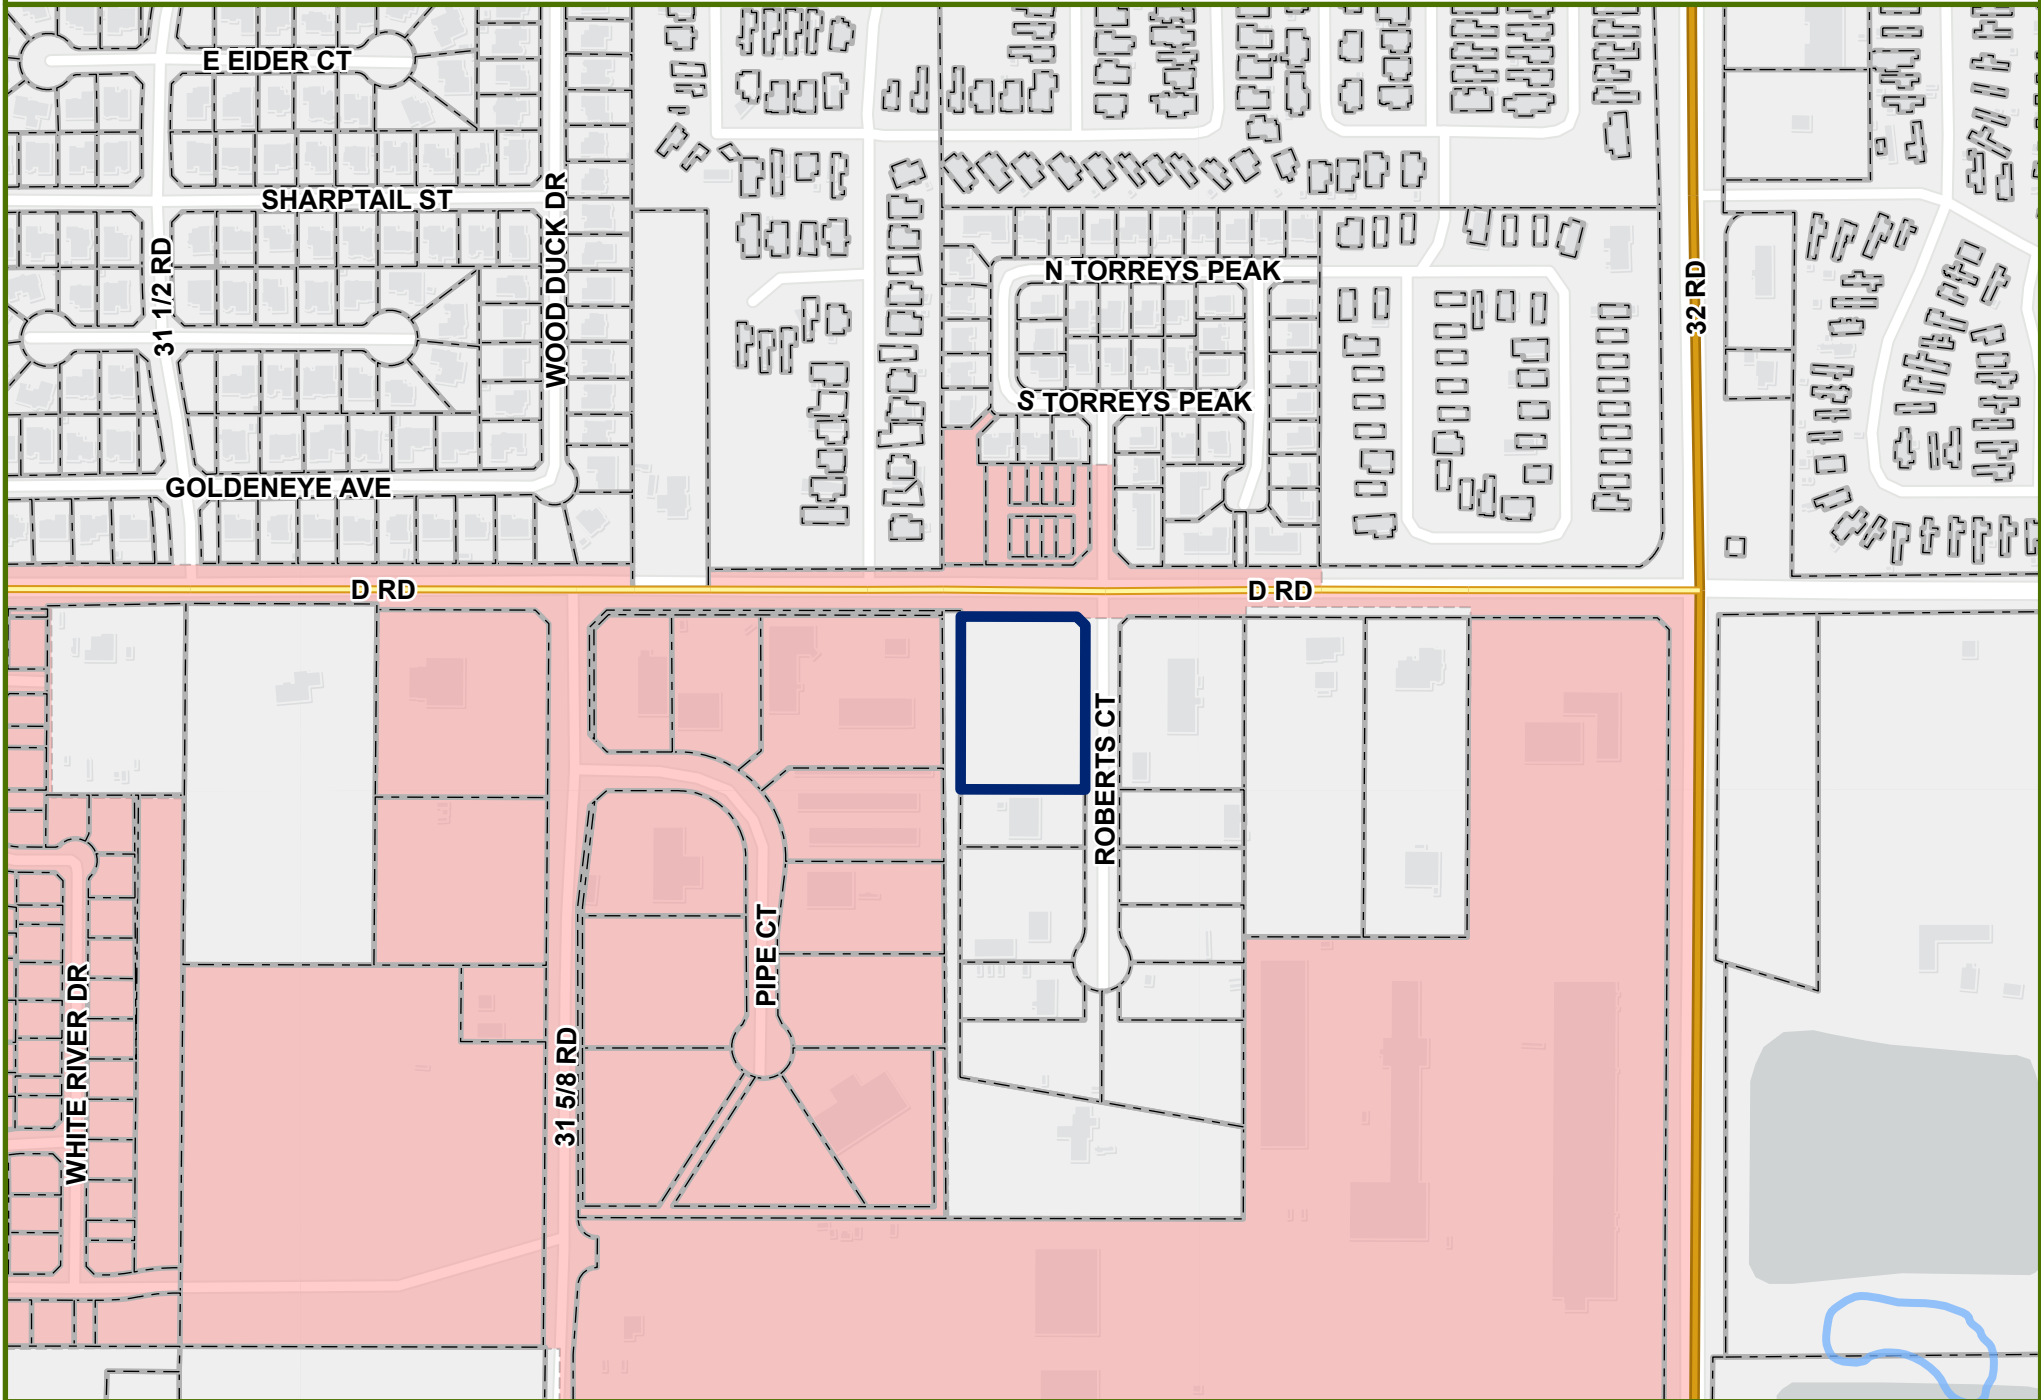 E EIDER CT
SHARPTAIL ST
31 1/2 RD
WOOD DUCK DR
N TORREYS PEAK
32 RD
S TORREYS PEAK
GOLDENEYE AVE
D RD
D RD
ROBERTS CT
PIPE CT
WHITE RIVER DR
31 5/8 RD